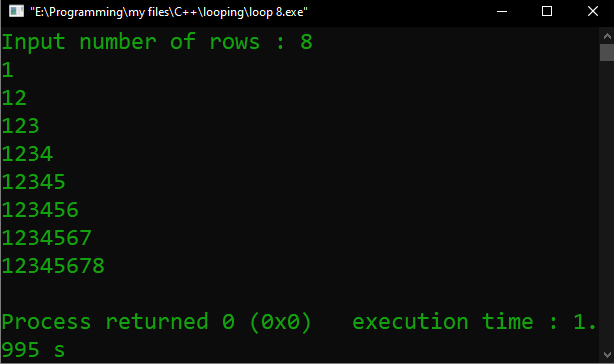 "E:\Programming\my files\C++\looping\loop 8.exe"
Input number of rows : 8
1
12
123
1234
12345
123456
1234567
12345678
Process returned 0 (0x0)   execution time : 1.
995 s